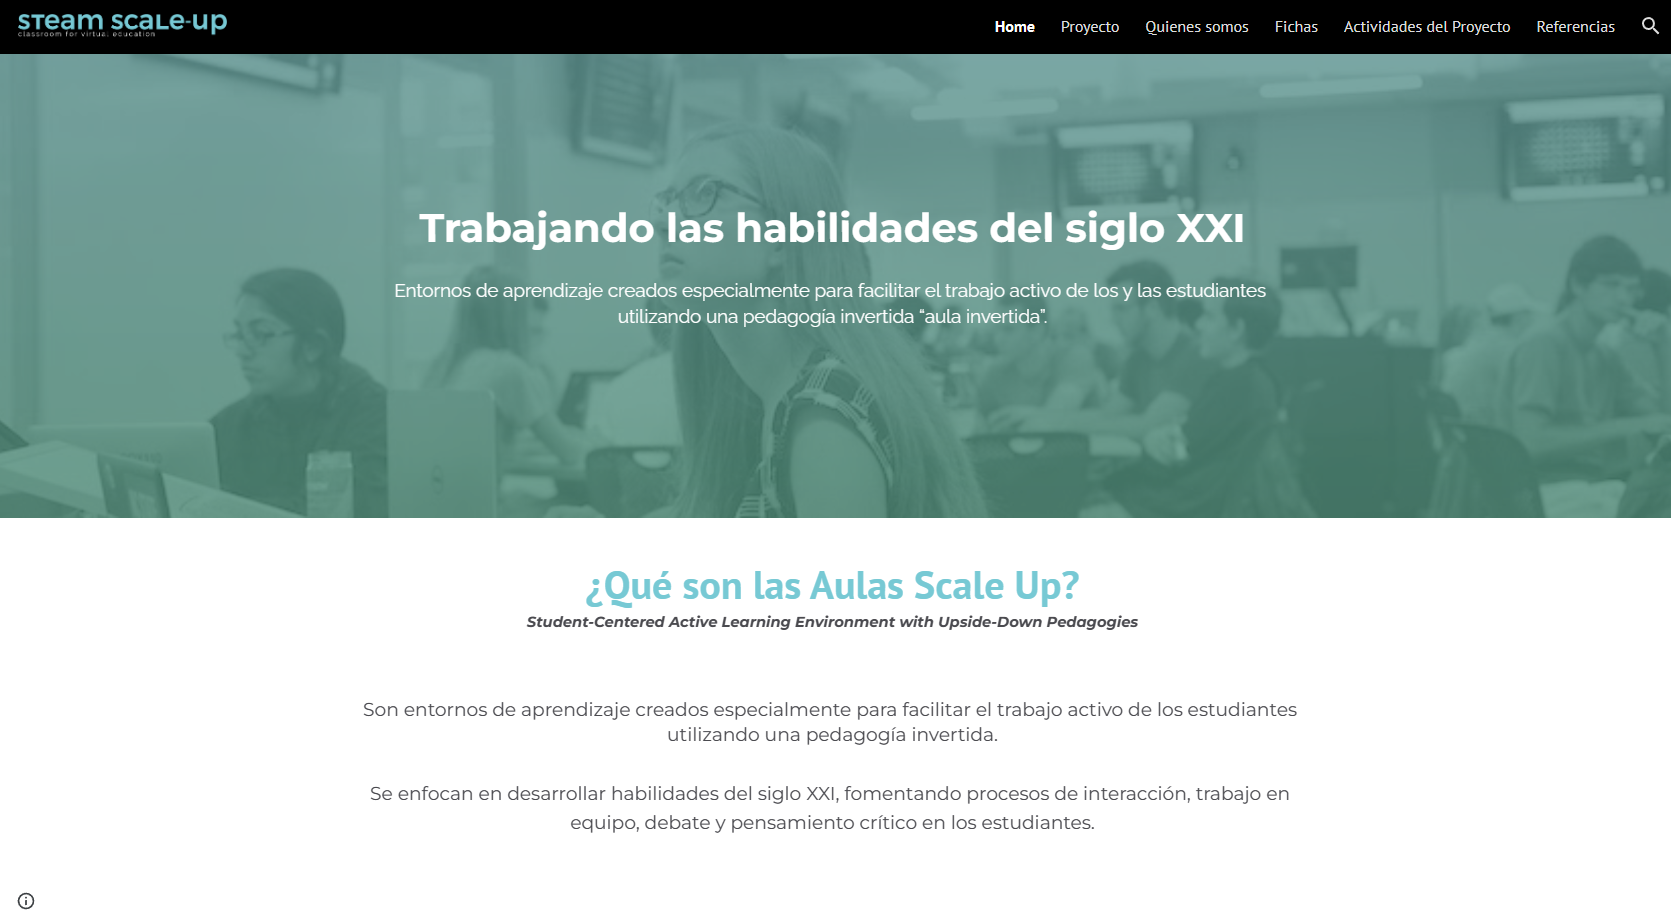 STEAM SCALE-UP
classroom for virtual education
Home
Proyecto
Quienes somos
Fichas
Actividades del Proyecto
Referencias
Trabajando las habilidades del siglo XXI
Entornos de aprendizaje creados especialmente para facilitar el trabajo activo de los y las estudiantes
utilizando una pedagogía invertida “aula invertida”.
¿Qué son las Aulas Scale Up?
Student-Centered Active Learning Environment with Upside-Down Pedagogies
Son entornos de aprendizaje creados especialmente para facilitar el trabajo activo de los estudiantes
utilizando una pedagogía invertida.
Se enfocan en desarrollar habilidades del siglo XXI, fomentando procesos de interacción, trabajo en
equipo, debate y pensamiento crítico en los estudiantes.